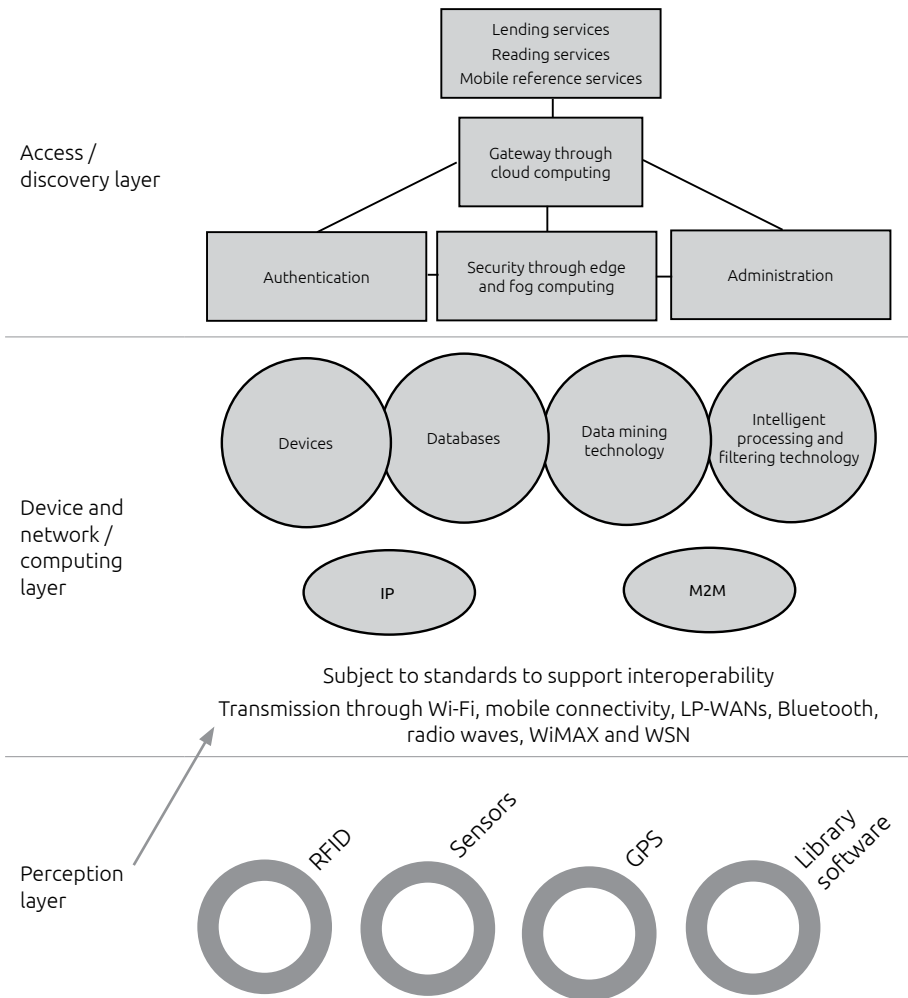 Lending services
Reading services
Mobile reference services
Access /
discovery layer
Gateway through
cloud computing
Authentication
Security through edge
and fog computing
Administration
Devices
Databases
Data mining
technology
Intelligent
processing and
filtering technology
Device and
network /
computing
layer
IP
M2M
Subject to standards to support interoperability
Transmission through Wi-Fi, mobile connectivity, LP-WANs, Bluetooth,
radio waves, WiMAX and WSN
Perception
layer
RFID
Sensors
GPS
Library
software